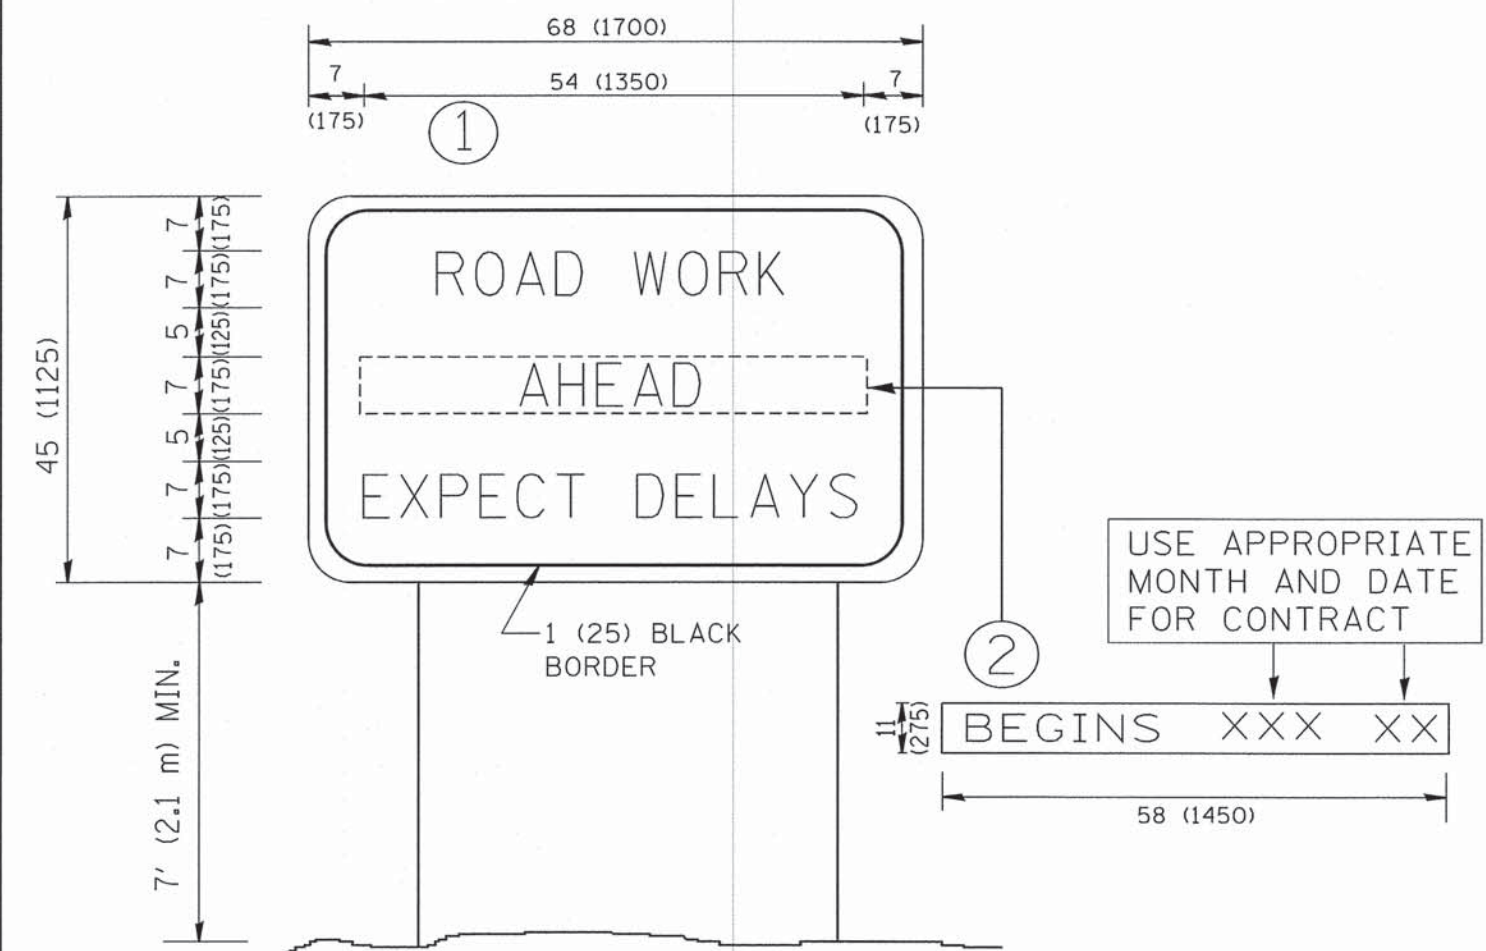 68 (1700)
7 54 (1350) 7
(175) (175)
1
7 (175)
7 (175)
5 (125)
7 (175)
5 (125)
7 (175)
7 (175)
45 (1125)
ROAD WORK
AHEAD
EXPECT DELAYS
7' (2.1 m) MIN.
1 (25) BLACK
BORDER
2
USE APPROPRIATE
MONTH AND DATE
FOR CONTRACT
11
(275)
BEGINS XXX XX
58 (1450)